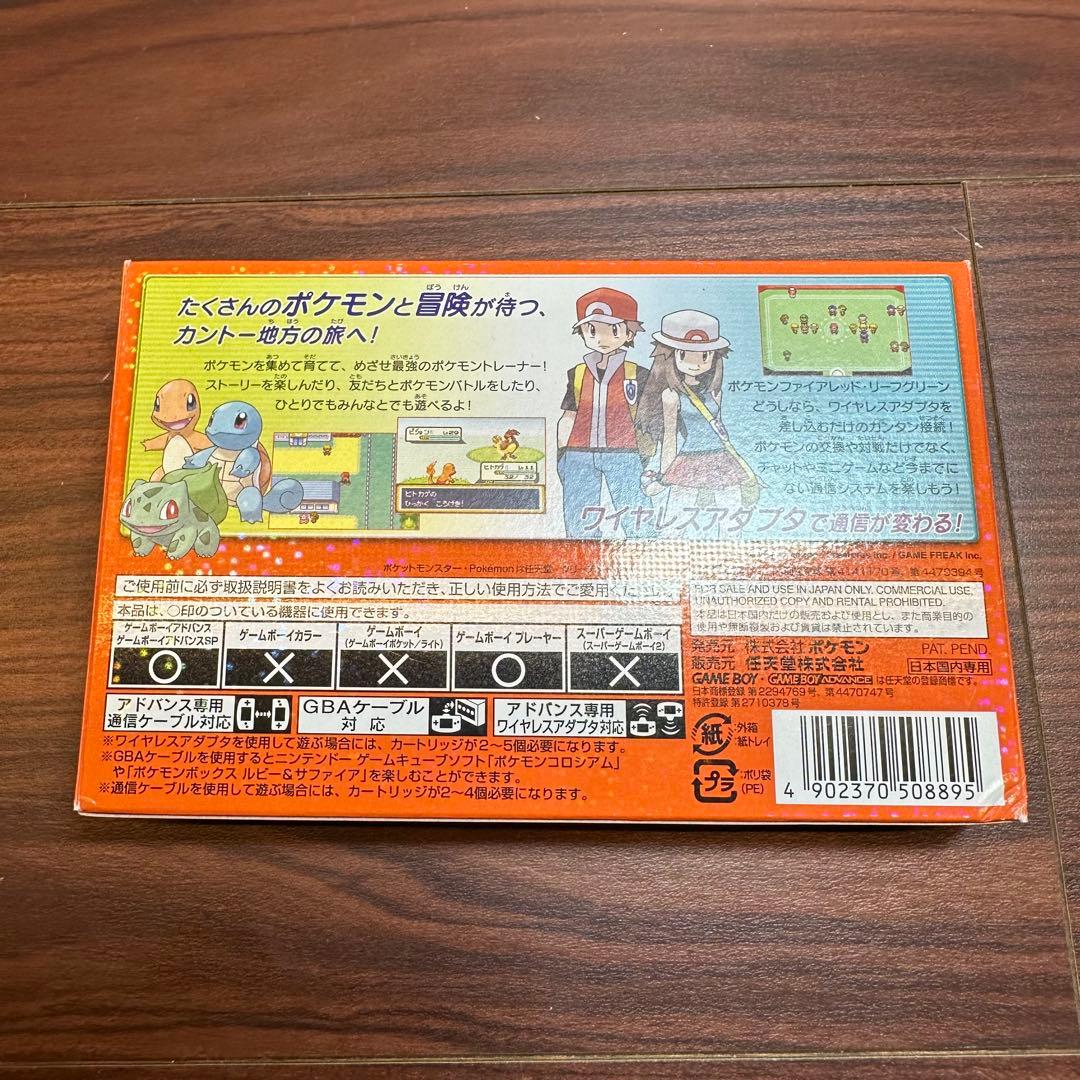 たくさんのポケモンと冒険が待つ、
カントー地方の旅へ!
ポケモンを集めて育てて、めざせ最強のポケモントレーナー!
ストーリーを楽しんだり、友だちとポケモンバトルをしたり、
ひとりでもみんなとでも遊べるよ!
ピジョン Lv29
ヒトカゲ Lv11
32/32
ヒトカゲの
ひっかく こうげき!
ポケモンファイアレッド・リーフグリーン
どうしなら、ワイヤレスアダプタを
差し込むだけのカンタン接続!
ポケモンの交換や対戦だけでなく、
チャットやミニゲームなど今までに
ない通信システムを楽しもう!
ワイヤレスアダプタで通信が変わる!
Inc. / GAME FREAK Inc.
ポケットモンスター・Pokémonは任天堂・クリー
第4141170号、第4479394号
ご使用前に必ず取扱説明書をよくお読みいただき、正しい使用方法でご愛用ください。
本品は、○印のついている機器に使用できます。
ゲームボーイアドバンス
ゲームボーイアドバンスSP
○
ゲームボーイカラー
×
ゲームボーイ
(ゲームボーイポケット/ライト)
×
ゲームボーイ プレーヤー
○
スーパーゲームボーイ
(スーパーゲームボーイ2)
×
アドバンス専用
通信ケーブル対応
GBAケーブル
対応
アドバンス専用
ワイヤレスアダプタ対応
※ワイヤレスアダプタを使用して遊ぶ場合には、カートリッジが2~5個必要になります。
※GBAケーブルを使用するとニンテンドー ゲームキューブソフト「ポケモンコロシアム」
や「ポケモンボックス ルビー&サファイア」を楽しむことができます。
※通信ケーブルを使用して遊ぶ場合には、カートリッジが2~4個必要になります。
FOR SALE AND USE IN JAPAN ONLY. COMMERCIAL USE,
UNAUTHORIZED COPY AND RENTAL PROHIBITED.
本品は日本国内だけの販売および使用とし、また商業目的の
使用や無断複製および賃貸は禁止されています。
発売元 株式会社ポケモン
PAT. PEND.
販売元 任天堂株式会社
日本国内専用
GAME BOY・GAME BOY ADVANCE は任天堂の登録商標です。
日本商標登録 第2294769号、第4470747号
特許登録 第2710378号
紙
:外箱
:紙トレイ
プラ
:ポリ袋
(PE)
4 902370 508895